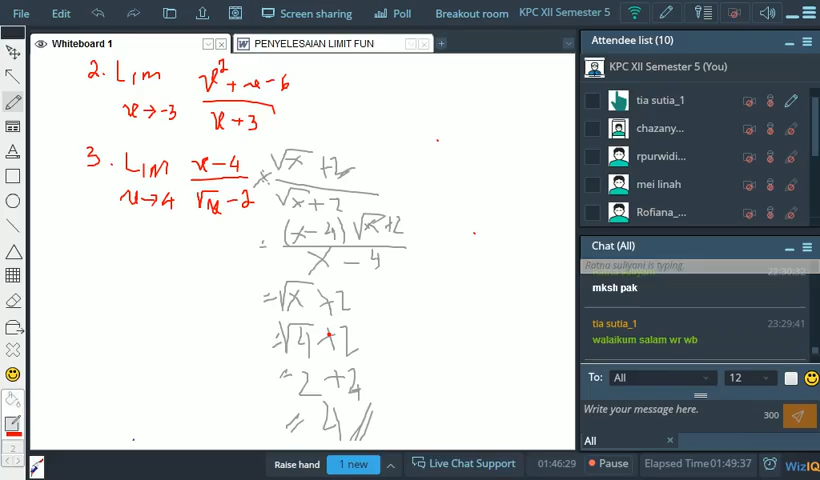 File
Edit
Screen sharing
Poll
Breakout room
KPC XII Semester 5
Whiteboard 1
PENYELESAIAN LIMIT FUN
2. Lim x² + x - 6
x → -3 x + 3
3. Lim x - 4 × √x + 2
x → 4 √x - 2 √x + 2
= (x - 4) √x + 2
x - 4
= √x + 2
= √4 + 2
= 2 + 2
= 4 //
Attendee list (10)
KPC XII Semester 5 (You)
tia sutia_1
chazany...
rpurwidi...
mei linah
Rofiana_...
Chat (All)
Ratna suliyani is typing.
mksh pak
tia sutia_1 23:29:41
walaikum salam wr wb
To: All 12
Write your message here.
300
All
2
Raise hand
1 new
Live Chat Support
01:46:29
Pause
Elapsed Time 01:49:37
WizIQ